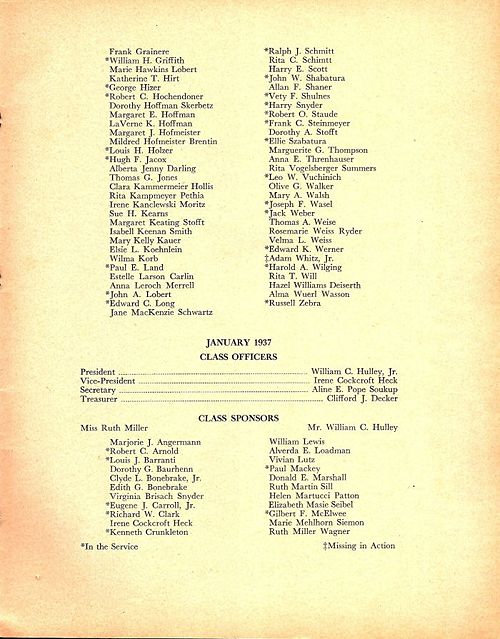 Frank Grainere
*William H. Griffith
Marie Hawkins Lobert
Katherine T. Hirt
*George Hizer
*Robert C. Hochendoner
Dorothy Hoffman Skerbetz
Margaret E. Hoffman
LaVerne K. Hoffman
Margaret J. Hofmeister
Mildred Hofmeister Brentin
*Louis H. Holzer
*Hugh F. Jacox
Alberta Jenny Darling
Thomas G. Jones
Clara Kammermeier Hollis
Rita Kampmeyer Pethia
Irene Kanclewski Moritz
Sue H. Kearns
Margaret Keating Stofft
Isabell Keenan Smith
Mary Kelly Kauer
Elsie L. Koehnlein
Wilma Korb
*Paul E. Land
Estelle Larson Carlin
Anna Leroch Merrell
*John A. Lobert
*Edward C. Long
Jane MacKenzie Schwartz
*Ralph J. Schmitt
Rita C. Schimtt
Harry E. Scott
*John W. Shabatura
Allan F. Shaner
*Vety F. Shulnes
*Harry Snyder
*Robert O. Staude
*Frank C. Steinmeyer
Dorothy A. Stofft
*Ellie Szabatura
Marguerite G. Thompson
Anna E. Threnhauser
Rita Vogelsberger Summers
*Leo W. Vuchinich
Olive G. Walker
Mary A. Walsh
*Joseph F. Wasel
*Jack Weber
Thomas A. Weise
Rosemarie Weiss Ryder
Velma L. Weiss
*Edward K. Werner
‡Adam Whitz, Jr.
*Harold A. Wilging
Rita T. Will
Hazel Williams Deiserth
Alma Wuerl Wasson
*Russell Zebra
JANUARY 1937
CLASS OFFICERS
President ........ William C. Hulley, Jr.
Vice-President ........ Irene Cockcroft Heck
Secretary ........ Aline E. Pope Soukup
Treasurer ........ Clifford J. Decker
CLASS SPONSORS
Miss Ruth Miller Mr. William C. Hulley
Marjorie J. Angermann
*Robert C. Arnold
*Louis J. Barranti
Dorothy G. Baurhenn
Clyde L. Bonebrake, Jr.
Edith G. Bonebrake
Virginia Brisach Snyder
*Eugene J. Carroll, Jr.
*Richard W. Clark
Irene Cockcroft Heck
*Kenneth Crunkleton
William Lewis
Alverda E. Loadman
Vivian Lutz
*Paul Mackey
Donald E. Marshall
Ruth Martin Sill
Helen Martucci Patton
Elizabeth Masie Seibel
*Gilbert F. McElwee
Marie Mehlhorn Siemon
Ruth Miller Wagner
*In the Service ‡Missing in Action